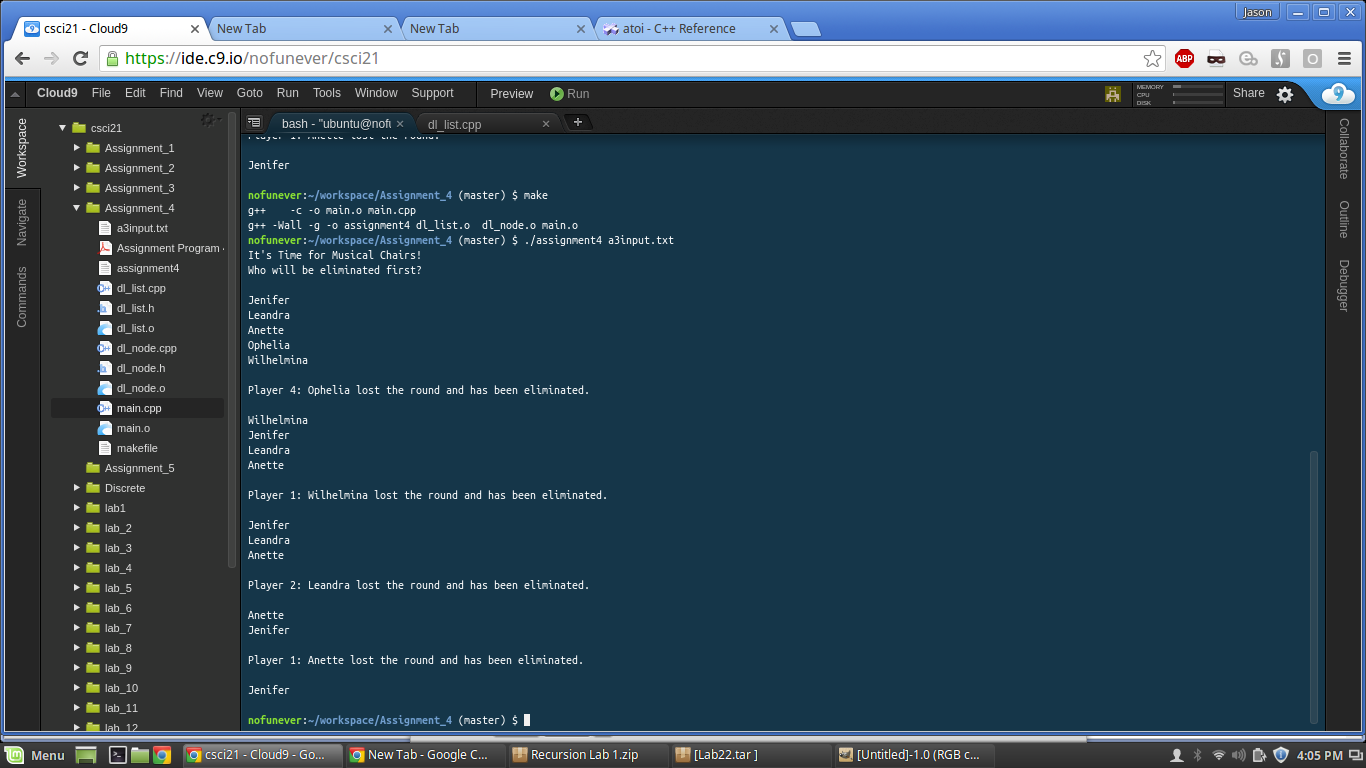 Jason
csci21 - Cloud9
New Tab
New Tab
atoi - C++ Reference
https://ide.c9.io/nofunever/csci21
ABP
Cloud9 File Edit Find View Goto Run Tools Window Support Preview Run
MEMORY
CPU
DISK
Share
Workspace
Navigate
Commands
csci21
Assignment_1
Assignment_2
Assignment_3
Assignment_4
a3input.txt
Assignment Program
assignment4
dl_list.cpp
dl_list.h
dl_list.o
dl_node.cpp
dl_node.h
dl_node.o
main.cpp
main.o
makefile
Assignment_5
Discrete
lab1
lab_2
lab_3
lab_4
lab_5
lab_6
lab_7
lab_8
lab_9
lab_10
lab_11
lab_12
bash - "ubuntu@nofu
dl_list.cpp
Player 1: Anette lost the round.
Jenifer
nofunever:~/workspace/Assignment_4 (master) $ make
g++ -c -o main.o main.cpp
g++ -Wall -g -o assignment4 dl_list.o dl_node.o main.o
nofunever:~/workspace/Assignment_4 (master) $ ./assignment4 a3input.txt
It's Time for Musical Chairs!
Who will be eliminated first?
Jenifer
Leandra
Anette
Ophelia
Wilhelmina
Player 4: Ophelia lost the round and has been eliminated.
Wilhelmina
Jenifer
Leandra
Anette
Player 1: Wilhelmina lost the round and has been eliminated.
Jenifer
Leandra
Anette
Player 2: Leandra lost the round and has been eliminated.
Anette
Jenifer
Player 1: Anette lost the round and has been eliminated.
Jenifer
nofunever:~/workspace/Assignment_4 (master) $
Collaborate
Outline
Debugger
Menu
csci21 - Cloud9 - Go...
New Tab - Google C...
Recursion Lab 1.zip
[Lab22.tar ]
[Untitled]-1.0 (RGB c...
4:05 PM